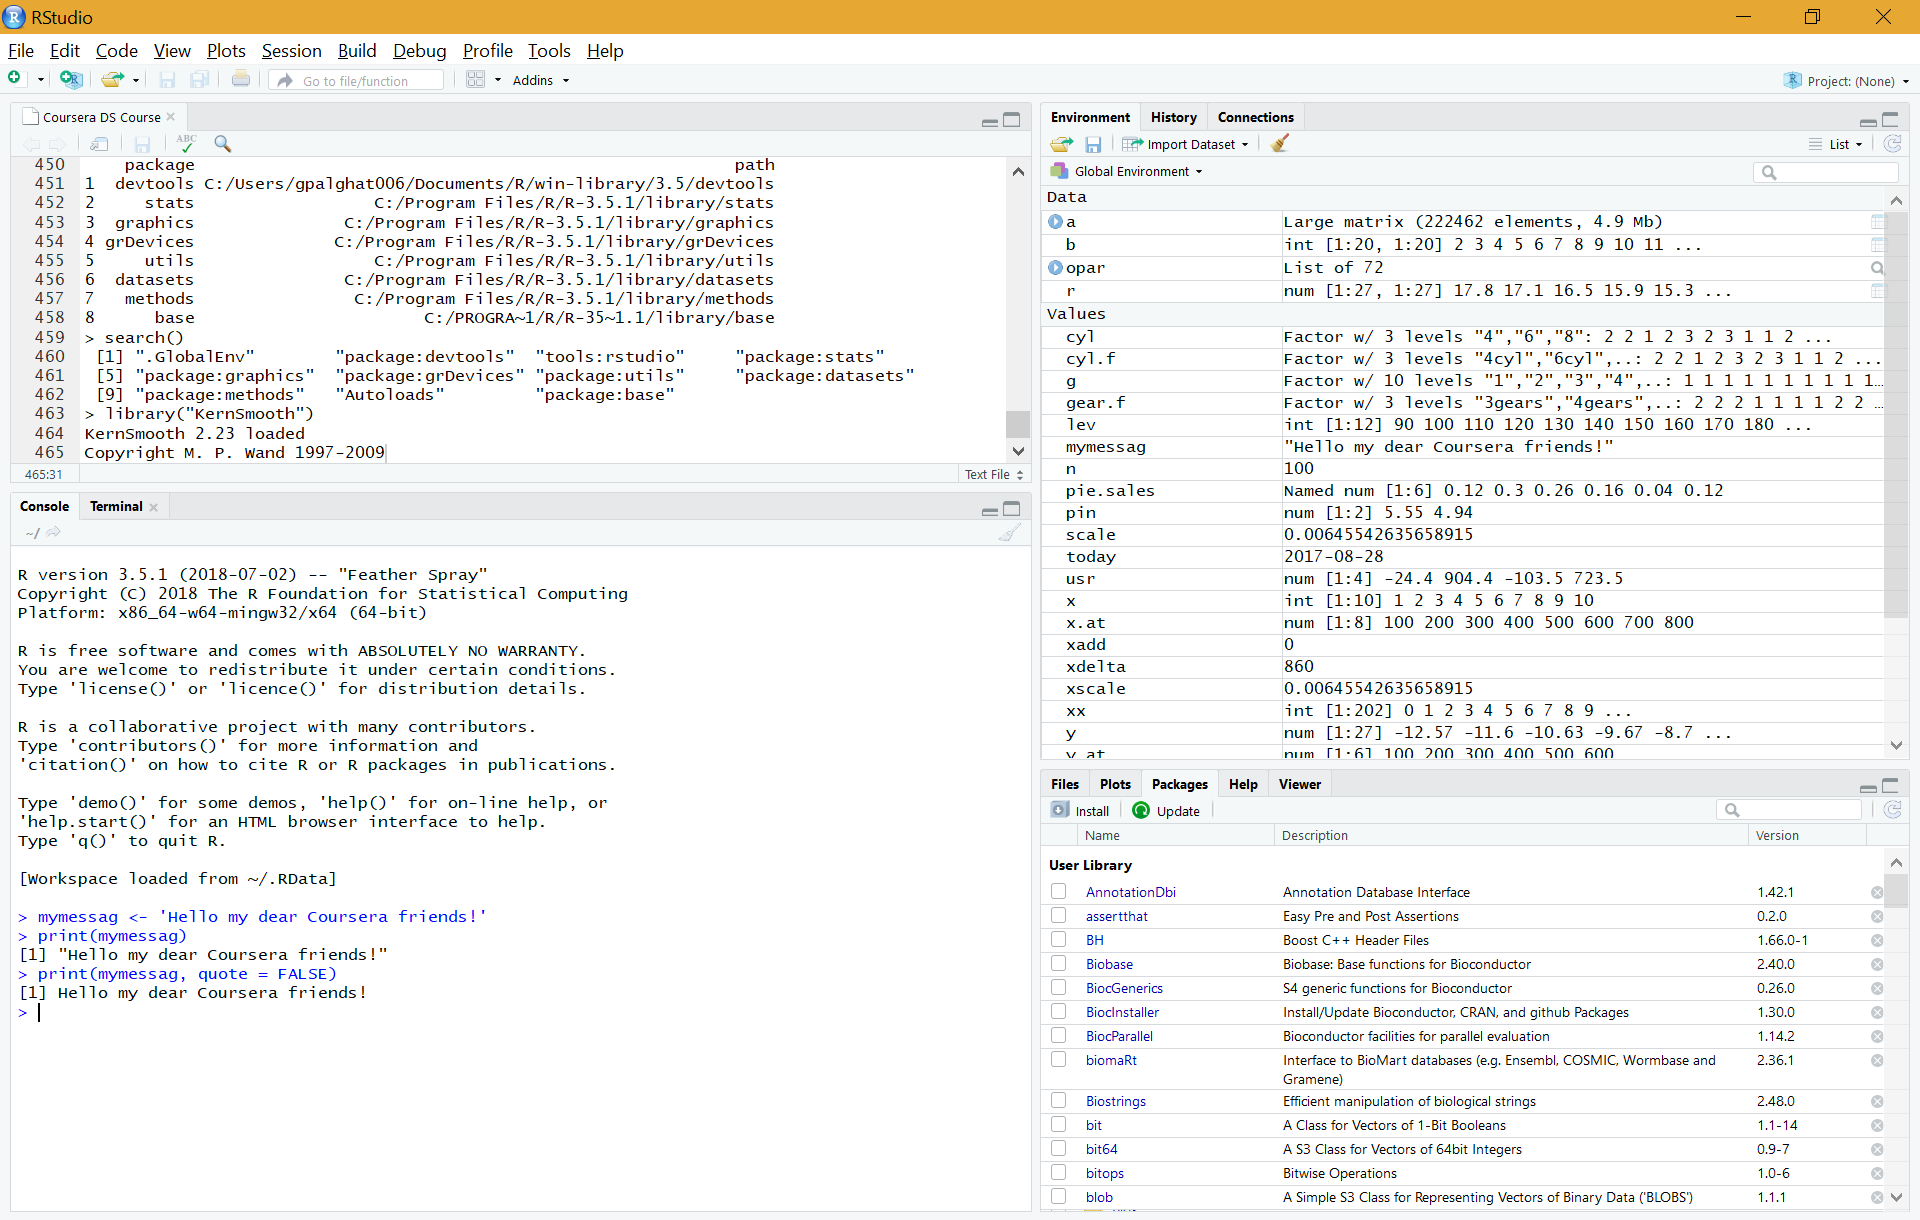 RStudio
File Edit Code View Plots Session Build Debug Profile Tools Help
Go to file/function Addins Project: (None)
Coursera DS Course
ABC
450 package path
451 1 devtools C:/Users/gpalghat006/Documents/R/win-library/3.5/devtools
452 2 stats C:/Program Files/R/R-3.5.1/library/stats
453 3 graphics C:/Program Files/R/R-3.5.1/library/graphics
454 4 grDevices C:/Program Files/R/R-3.5.1/library/grDevices
455 5 utils C:/Program Files/R/R-3.5.1/library/utils
456 6 datasets C:/Program Files/R/R-3.5.1/library/datasets
457 7 methods C:/Program Files/R/R-3.5.1/library/methods
458 8 base C:/PROGRA~1/R/R-35~1.1/library/base
459 > search()
460 [1] ".GlobalEnv" "package:devtools" "tools:rstudio" "package:stats"
461 [5] "package:graphics" "package:grDevices" "package:utils" "package:datasets"
462 [9] "package:methods" "Autoloads" "package:base"
463 > library("KernSmooth")
464 KernSmooth 2.23 loaded
465 Copyright M. P. Wand 1997-2009
465:31 Text File
Console Terminal
~/
R version 3.5.1 (2018-07-02) -- "Feather Spray"
Copyright (C) 2018 The R Foundation for Statistical Computing
Platform: x86_64-w64-mingw32/x64 (64-bit)
R is free software and comes with ABSOLUTELY NO WARRANTY.
You are welcome to redistribute it under certain conditions.
Type 'license()' or 'licence()' for distribution details.
R is a collaborative project with many contributors.
Type 'contributors()' for more information and
'citation()' on how to cite R or R packages in publications.
Type 'demo()' for some demos, 'help()' for on-line help, or
'help.start()' for an HTML browser interface to help.
Type 'q()' to quit R.
[Workspace loaded from ~/.RData]
> mymessag <- 'Hello my dear Coursera friends!'
> print(mymessag)
[1] "Hello my dear Coursera friends!"
> print(mymessag, quote = FALSE)
[1] Hello my dear Coursera friends!
>
Environment History Connections
Import Dataset List
Global Environment
Data
a Large matrix (222462 elements, 4.9 Mb)
b int [1:20, 1:20] 2 3 4 5 6 7 8 9 10 11 ...
opar List of 72
r num [1:27, 1:27] 17.8 17.1 16.5 15.9 15.3 ...
Values
cyl Factor w/ 3 levels "4","6","8": 2 2 1 2 3 2 3 1 1 2 ...
cyl.f Factor w/ 3 levels "4cyl","6cyl",..: 2 2 1 2 3 2 3 1 1 2 ...
g Factor w/ 10 levels "1","2","3","4",..: 1 1 1 1 1 1 1 1 1 1...
gear.f Factor w/ 3 levels "3gears","4gears",..: 2 2 2 1 1 1 1 2 2 ...
lev int [1:12] 90 100 110 120 130 140 150 160 170 180 ...
mymessag "Hello my dear Coursera friends!"
n 100
pie.sales Named num [1:6] 0.12 0.3 0.26 0.16 0.04 0.12
pin num [1:2] 5.55 4.94
scale 0.00645542635658915
today 2017-08-28
usr num [1:4] -24.4 904.4 -103.5 723.5
x int [1:10] 1 2 3 4 5 6 7 8 9 10
x.at num [1:8] 100 200 300 400 500 600 700 800
xadd 0
xdelta 860
xscale 0.00645542635658915
xx int [1:202] 0 1 2 3 4 5 6 7 8 9 ...
y num [1:27] -12.57 -11.6 -10.63 -9.67 -8.7 ...
y.at num [1:6] 100 200 300 400 500 600
Files Plots Packages Help Viewer
Install Update
Name Description Version
User Library
AnnotationDbi Annotation Database Interface 1.42.1
assertthat Easy Pre and Post Assertions 0.2.0
BH Boost C++ Header Files 1.66.0-1
Biobase Biobase: Base functions for Bioconductor 2.40.0
BiocGenerics S4 generic functions for Bioconductor 0.26.0
BiocInstaller Install/Update Bioconductor, CRAN, and github Packages 1.30.0
BiocParallel Bioconductor facilities for parallel evaluation 1.14.2
biomaRt Interface to BioMart databases (e.g. Ensembl, COSMIC, Wormbase and 2.36.1
Gramene)
Biostrings Efficient manipulation of biological strings 2.48.0
bit A Class for Vectors of 1-Bit Booleans 1.1-14
bit64 A S3 Class for Vectors of 64bit Integers 0.9-7
bitops Bitwise Operations 1.0-6
blob A Simple S3 Class for Representing Vectors of Binary Data ('BLOBS') 1.1.1